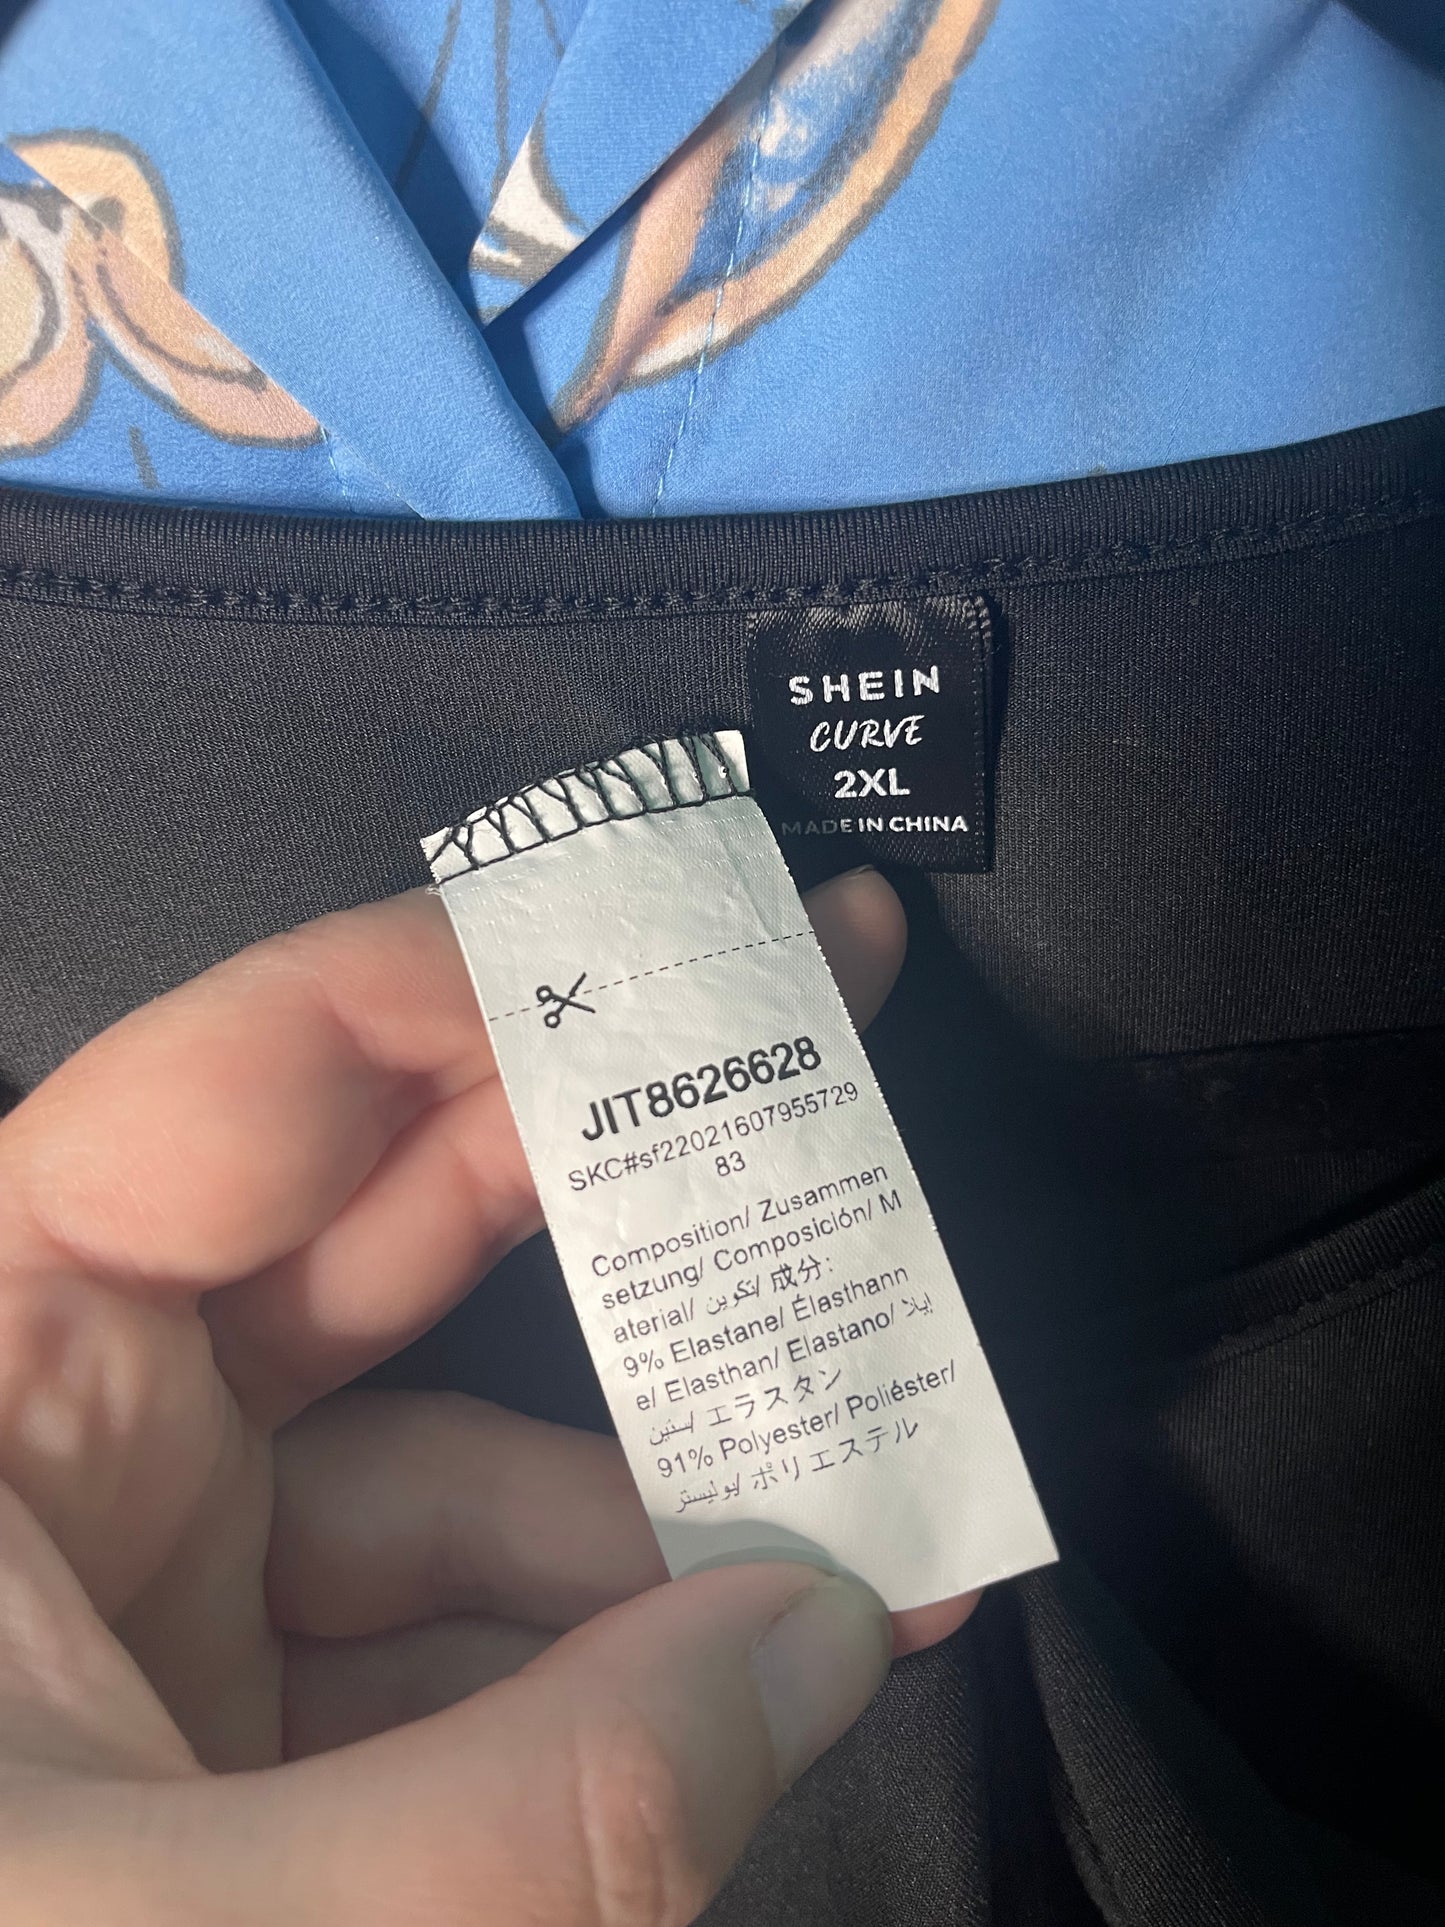 SHEIN
CURVE
2XL
MADE IN CHINA
JIT8626628
SKC#sf22021607955729
83
Composition/ Zusammen
setzung/ Composición/ M
aterial/ تكوين/ 成分:
9% Elastane/ Élasthann
e/ Elasthan/ Elastano/ إيلا
ستين/ エラスタン
91% Polyester/ Poliéster/
بوليستر/ ポリエステル